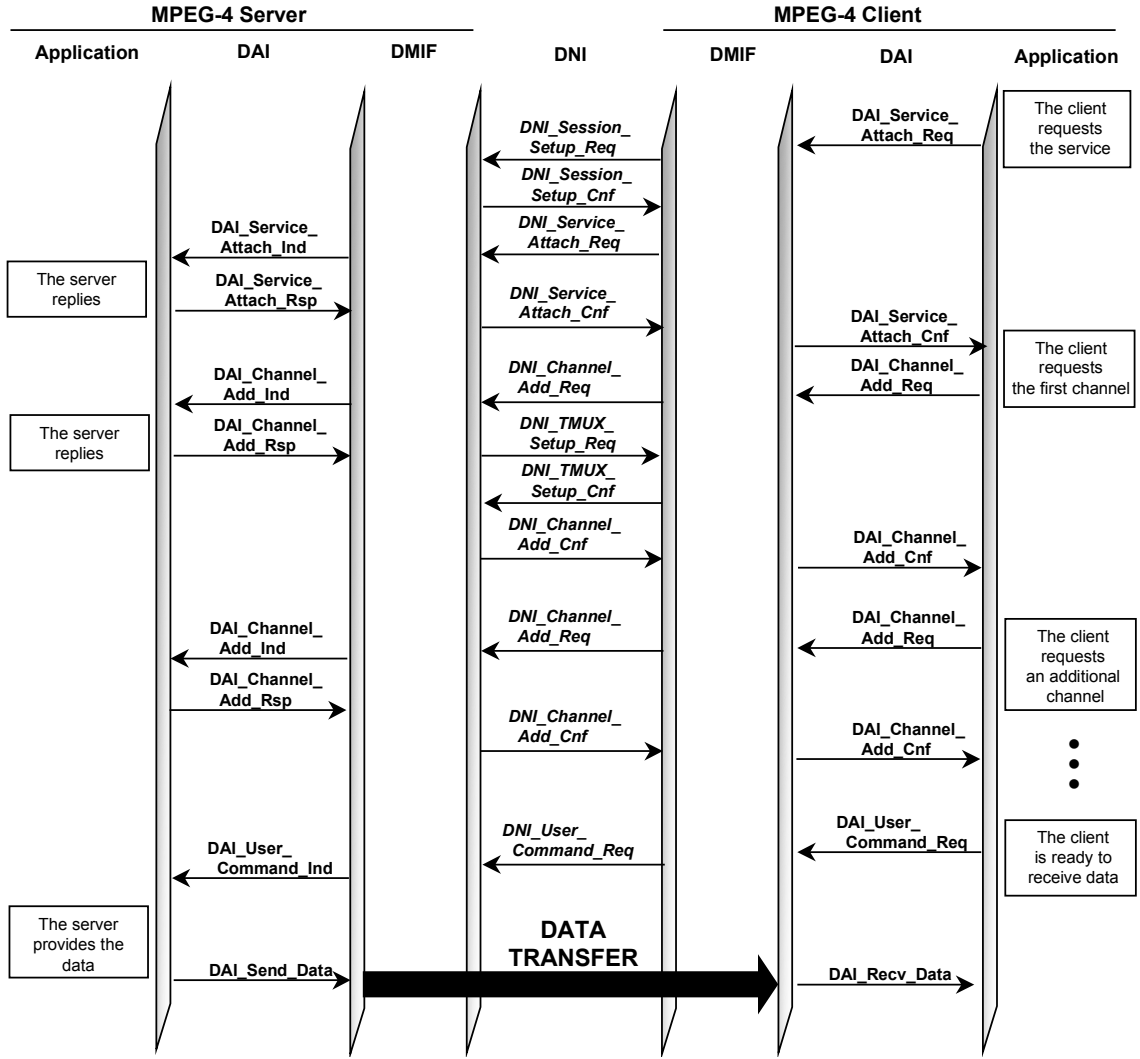 MPEG-4 Server
MPEG-4 Client
Application
DAI
DMIF
DNI
DMIF
DAI
Application
The client
requests
the service
DAI_Service_
Attach_Req
DNI_Session_
Setup_Req
DNI_Session_
Setup_Cnf
DNI_Service_
Attach_Req
DAI_Service_
Attach_Ind
The server
replies
DAI_Service_
Attach_Rsp
DNI_Service_
Attach_Cnf
DAI_Service_
Attach_Cnf
The client
requests
the first channel
DAI_Channel_
Add_Req
DNI_Channel_
Add_Req
DAI_Channel_
Add_Ind
The server
replies
DAI_Channel_
Add_Rsp
DNI_TMUX_
Setup_Req
DNI_TMUX_
Setup_Cnf
DNI_Channel_
Add_Cnf
DAI_Channel_
Add_Cnf
DAI_Channel_
Add_Ind
DNI_Channel_
Add_Req
DAI_Channel_
Add_Req
The client
requests
an additional
channel
DAI_Channel_
Add_Rsp
DNI_Channel_
Add_Cnf
DAI_Channel_
Add_Cnf
DAI_User_
Command_Ind
DNI_User_
Command_Req
DAI_User_
Command_Req
The client
is ready to
receive data
The server
provides the
data
DAI_Send_Data
DATA
TRANSFER
DAI_Recv_Data